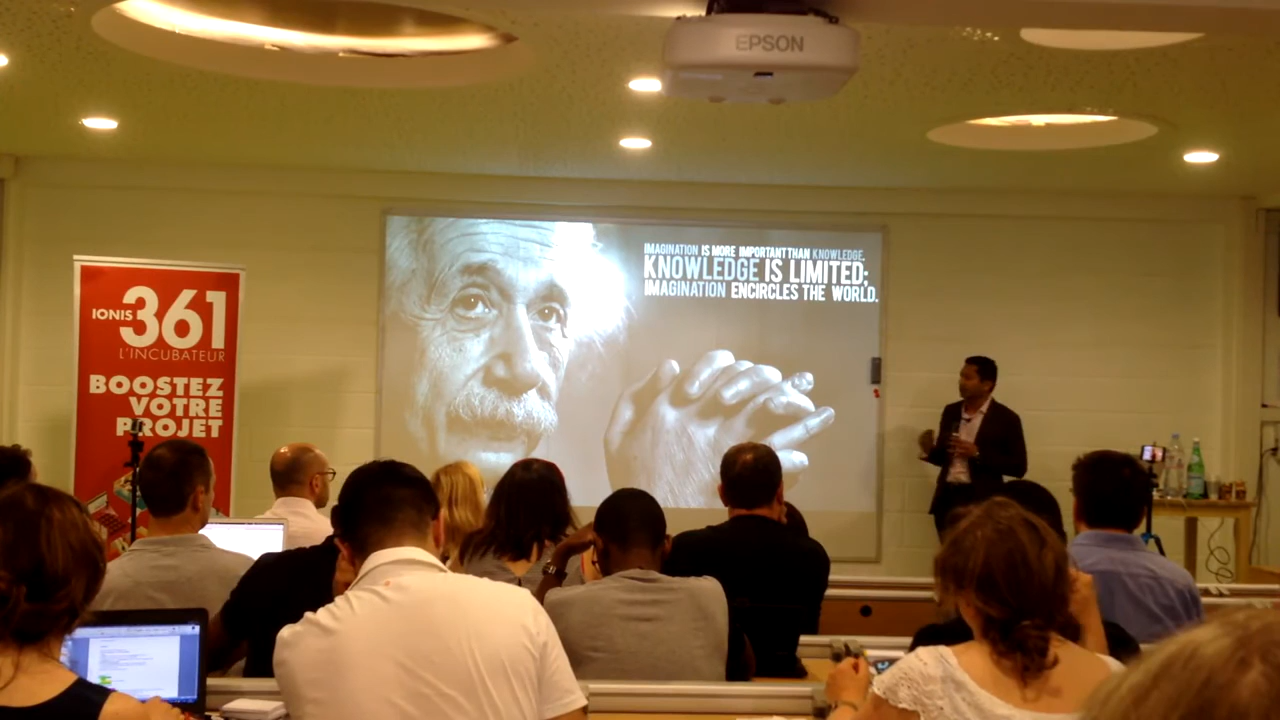 EPSON
IMAGINATION IS MORE IMPORTANT THAN KNOWLEDGE.
KNOWLEDGE IS LIMITED;
IMAGINATION ENCIRCLES THE WORLD.
IONIS 361
L'INCUBATEUR
BOOSTEZ
VOTRE
PROJET